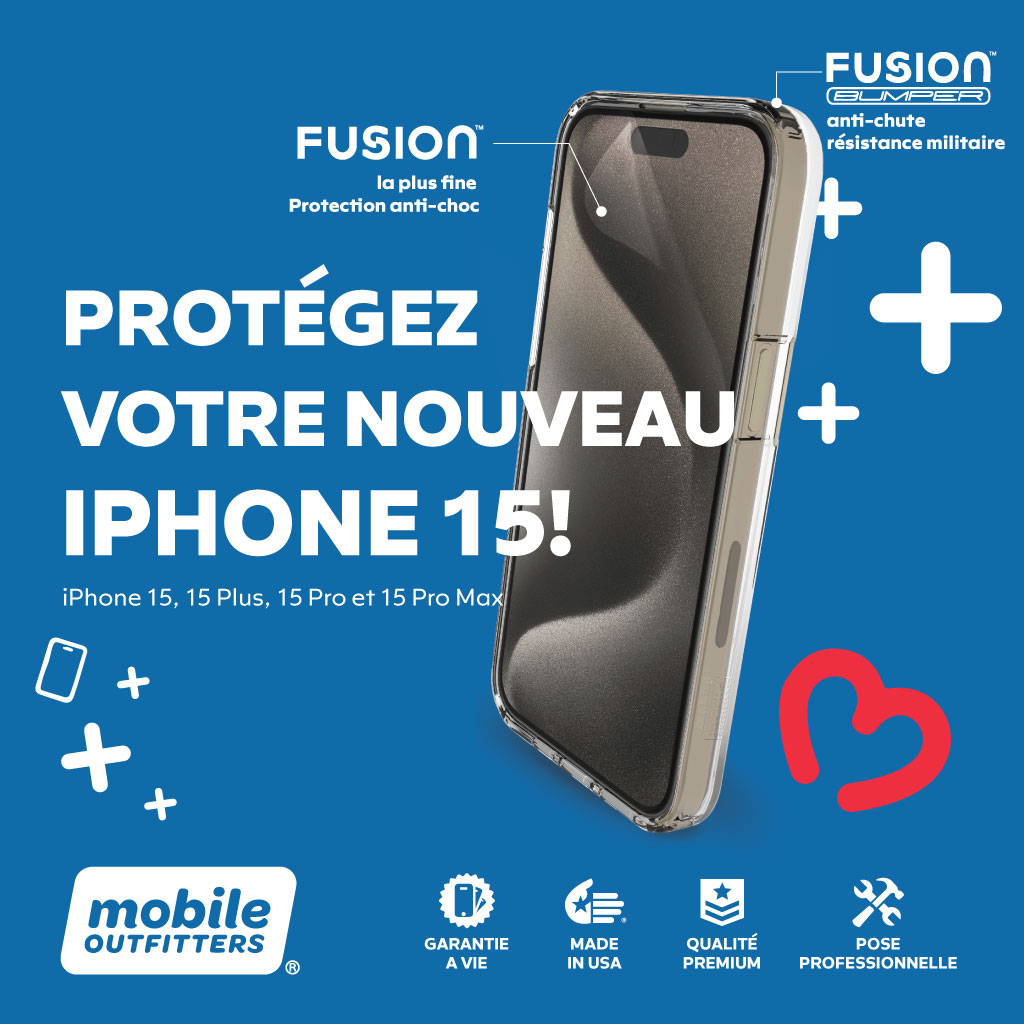 FUSION™
BUMPER
anti-chute
résistance militaire
FUSION™
la plus fine
Protection anti-choc
PROTÉGEZ
VOTRE NOUVEAU
IPHONE 15!
iPhone 15, 15 Plus, 15 Pro et 15 Pro Max
mobile
OUTFITTERS®
GARANTIE
A VIE
MADE
IN USA
QUALITÉ
PREMIUM
POSE
PROFESSIONNELLE